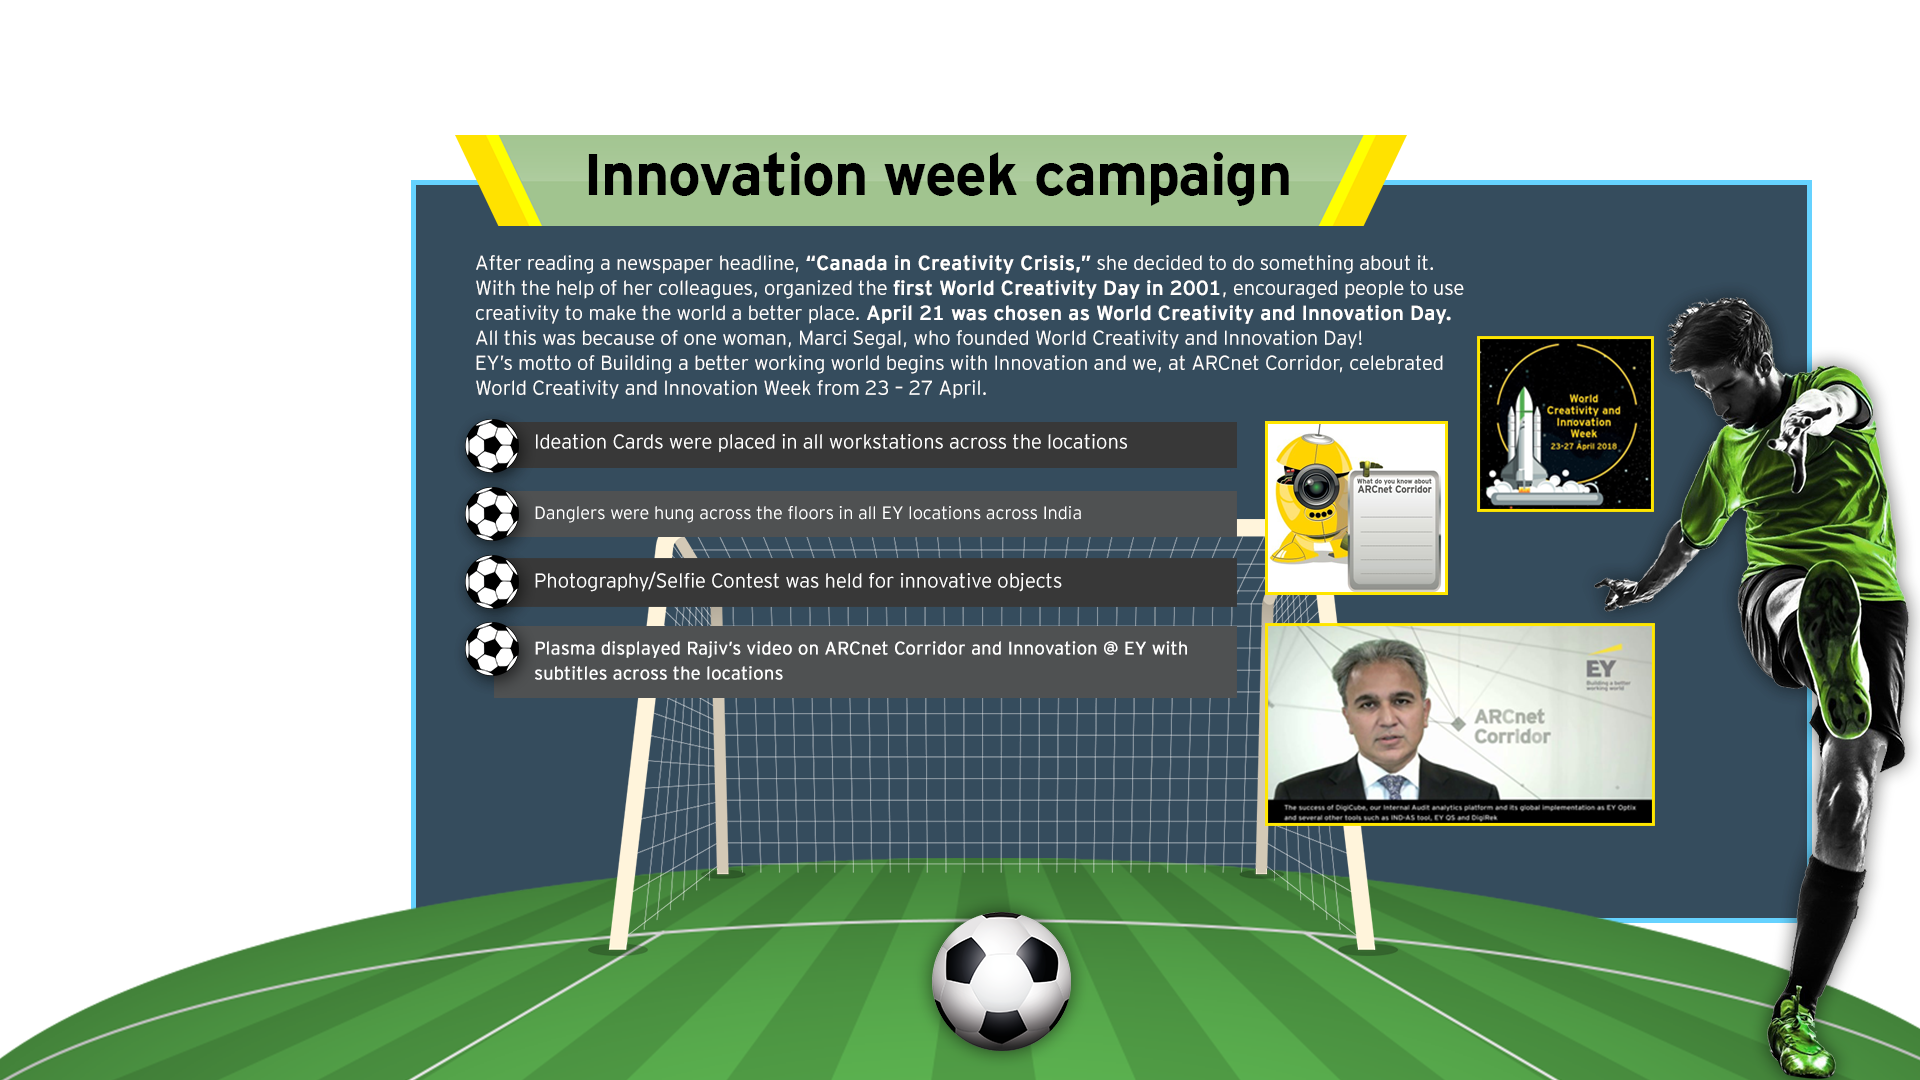 Innovation week campaign
After reading a newspaper headline, “Canada in Creativity Crisis,” she decided to do something about it.
With the help of her colleagues, organized the first World Creativity Day in 2001, encouraged people to use
creativity to make the world a better place. April 21 was chosen as World Creativity and Innovation Day.
All this was because of one woman, Marci Segal, who founded World Creativity and Innovation Day!
EY’s motto of Building a better working world begins with Innovation and we, at ARCnet Corridor, celebrated
World Creativity and Innovation Week from 23 – 27 April.
Ideation Cards were placed in all workstations across the locations
Danglers were hung across the floors in all EY locations across India
Photography/Selfie Contest was held for innovative objects
Plasma displayed Rajiv’s video on ARCnet Corridor and Innovation @ EY with
subtitles across the locations
What do you know about
ARCnet Corridor
World
Creativity and
Innovation
Week
23-27 April 2018
EY
Building a better
working world
ARCnet
Corridor
The success of DigiCube, our Internal Audit analytics platform and its global implementation as EY Optix
and several other tools such as IND-AS tool, EY QS and DigiRek